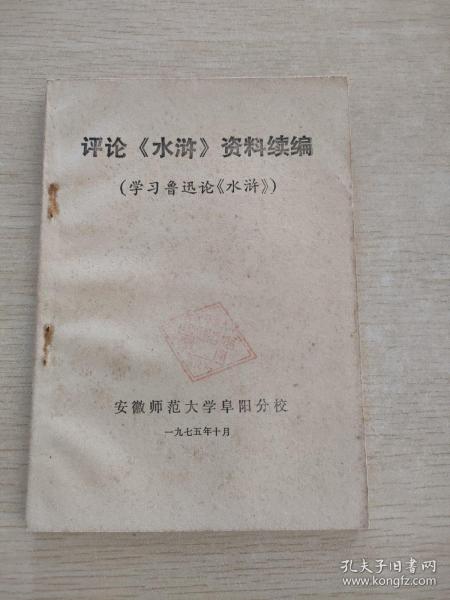 评论《水浒》资料续编
(学习鲁迅论《水浒》)
安徽师范大学阜阳分校
一九七五年十月
孔夫子旧书网
www.kongfz.com